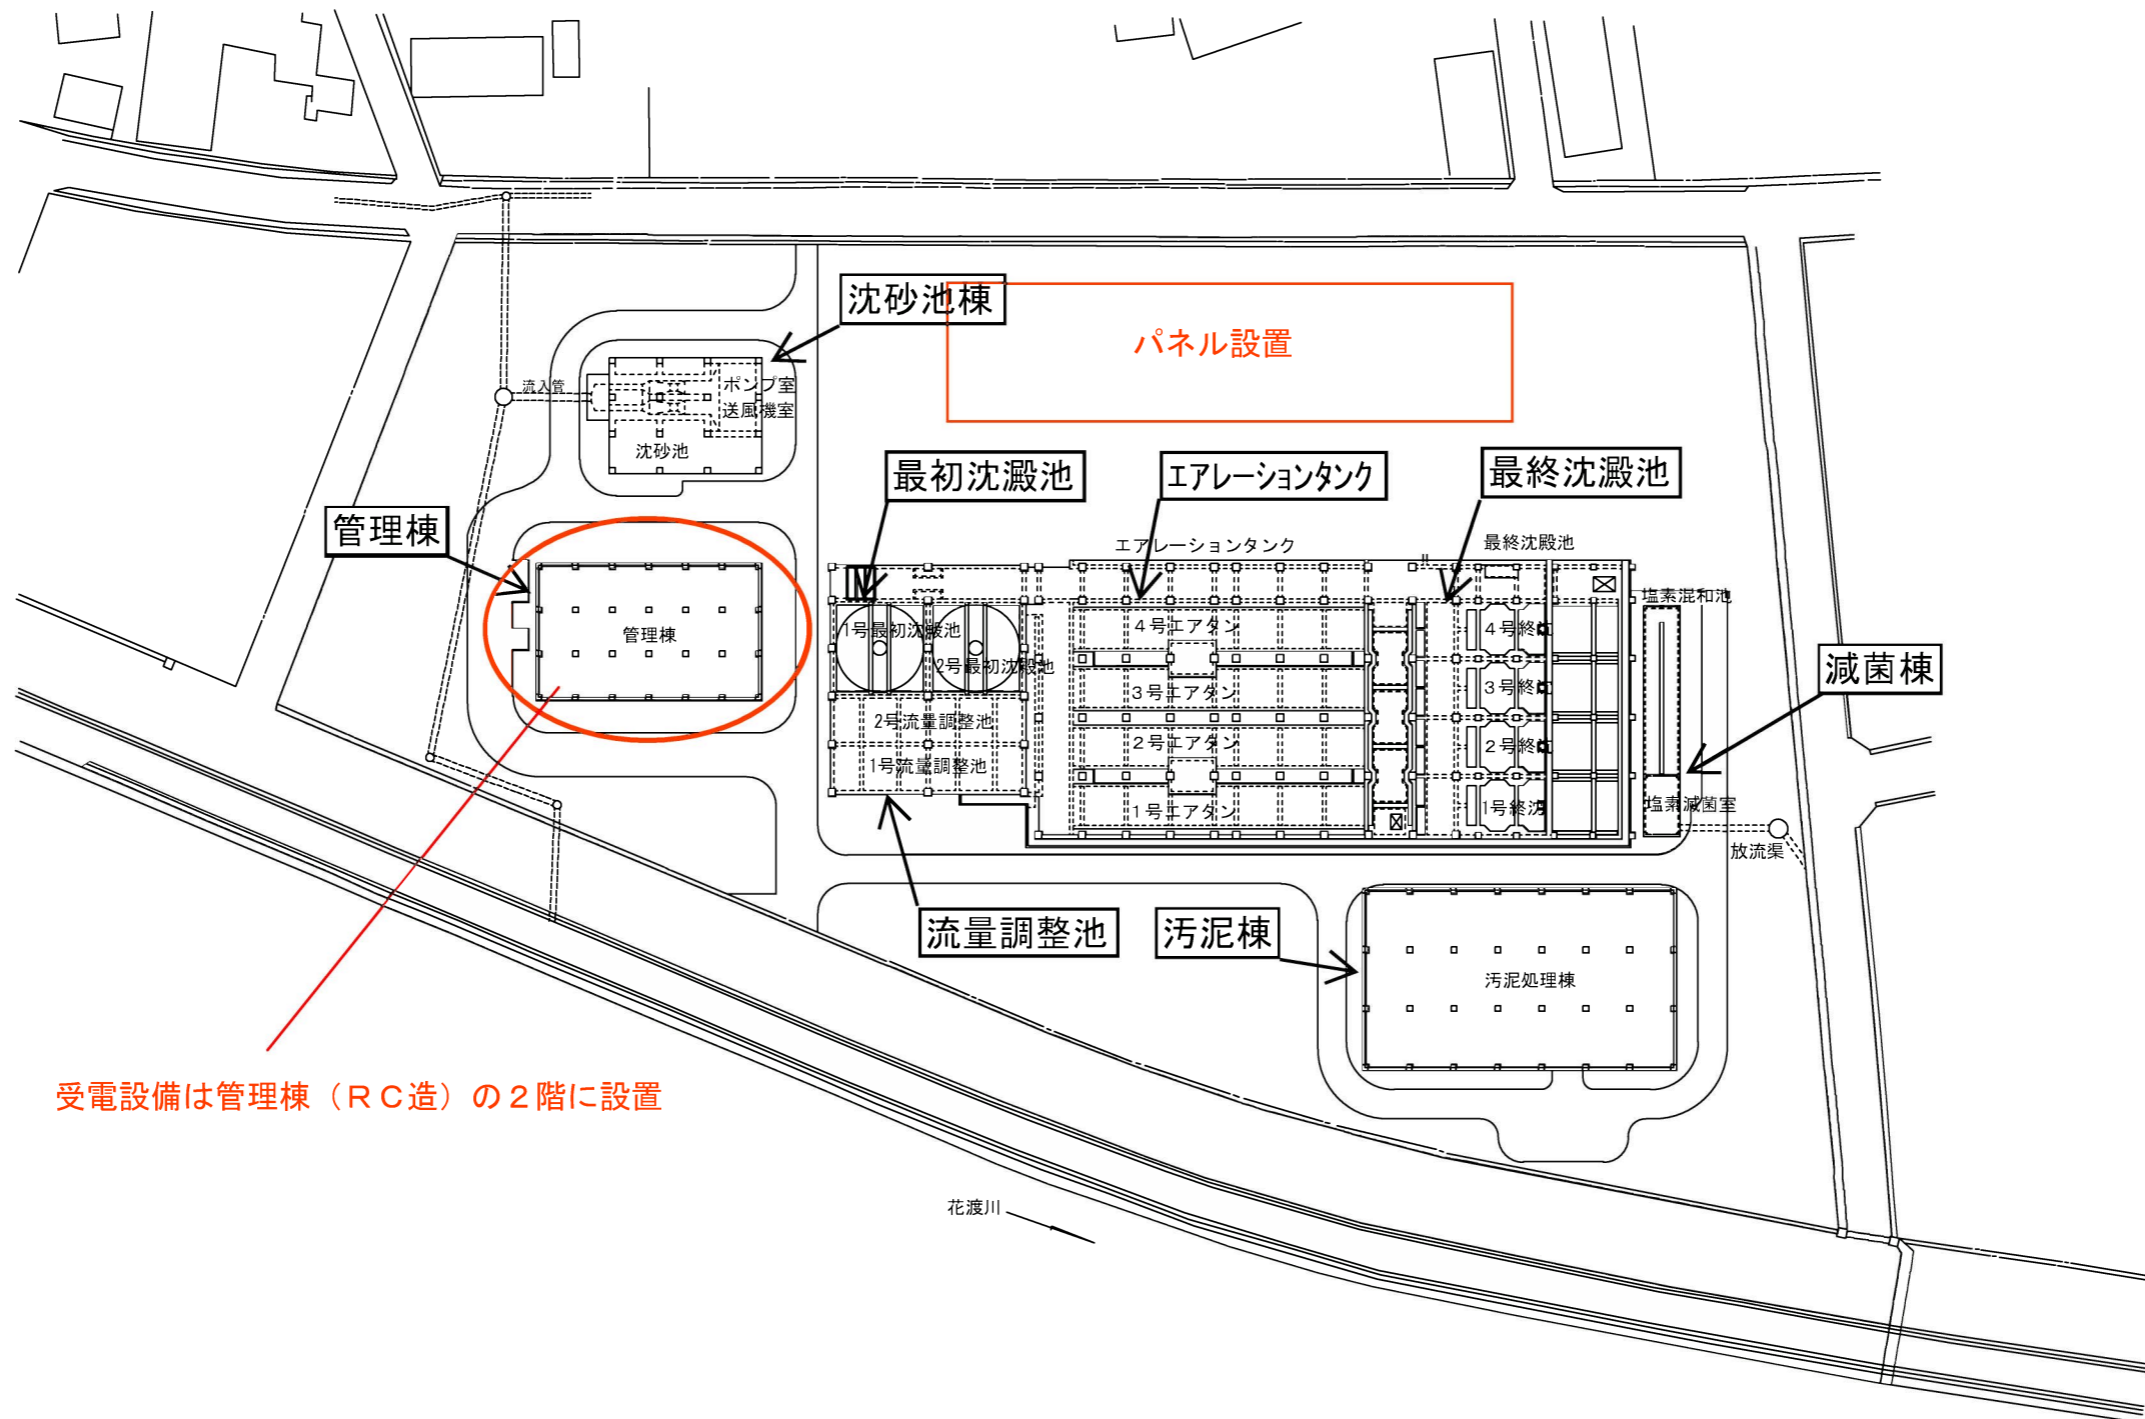 沈砂池棟
パネル設置
流入管
ポンプ室
送風機室
沈砂池
最初沈澱池
エアレーションタンク
最終沈澱池
管理棟
エアレーションタンク
最終沈殿池
塩素混和池
管理棟
1号最初沈殿池
2号最初沈殿池
4号エアタン
4号終沈
減菌棟
3号エアタン
3号終沈
2号流量調整池
2号エアタン
2号終沈
1号流量調整池
1号エアタン
1号終沈
塩素減菌室
放流渠
流量調整池
汚泥棟
汚泥処理棟
受電設備は管理棟（RC造）の2階に設置
花渡川